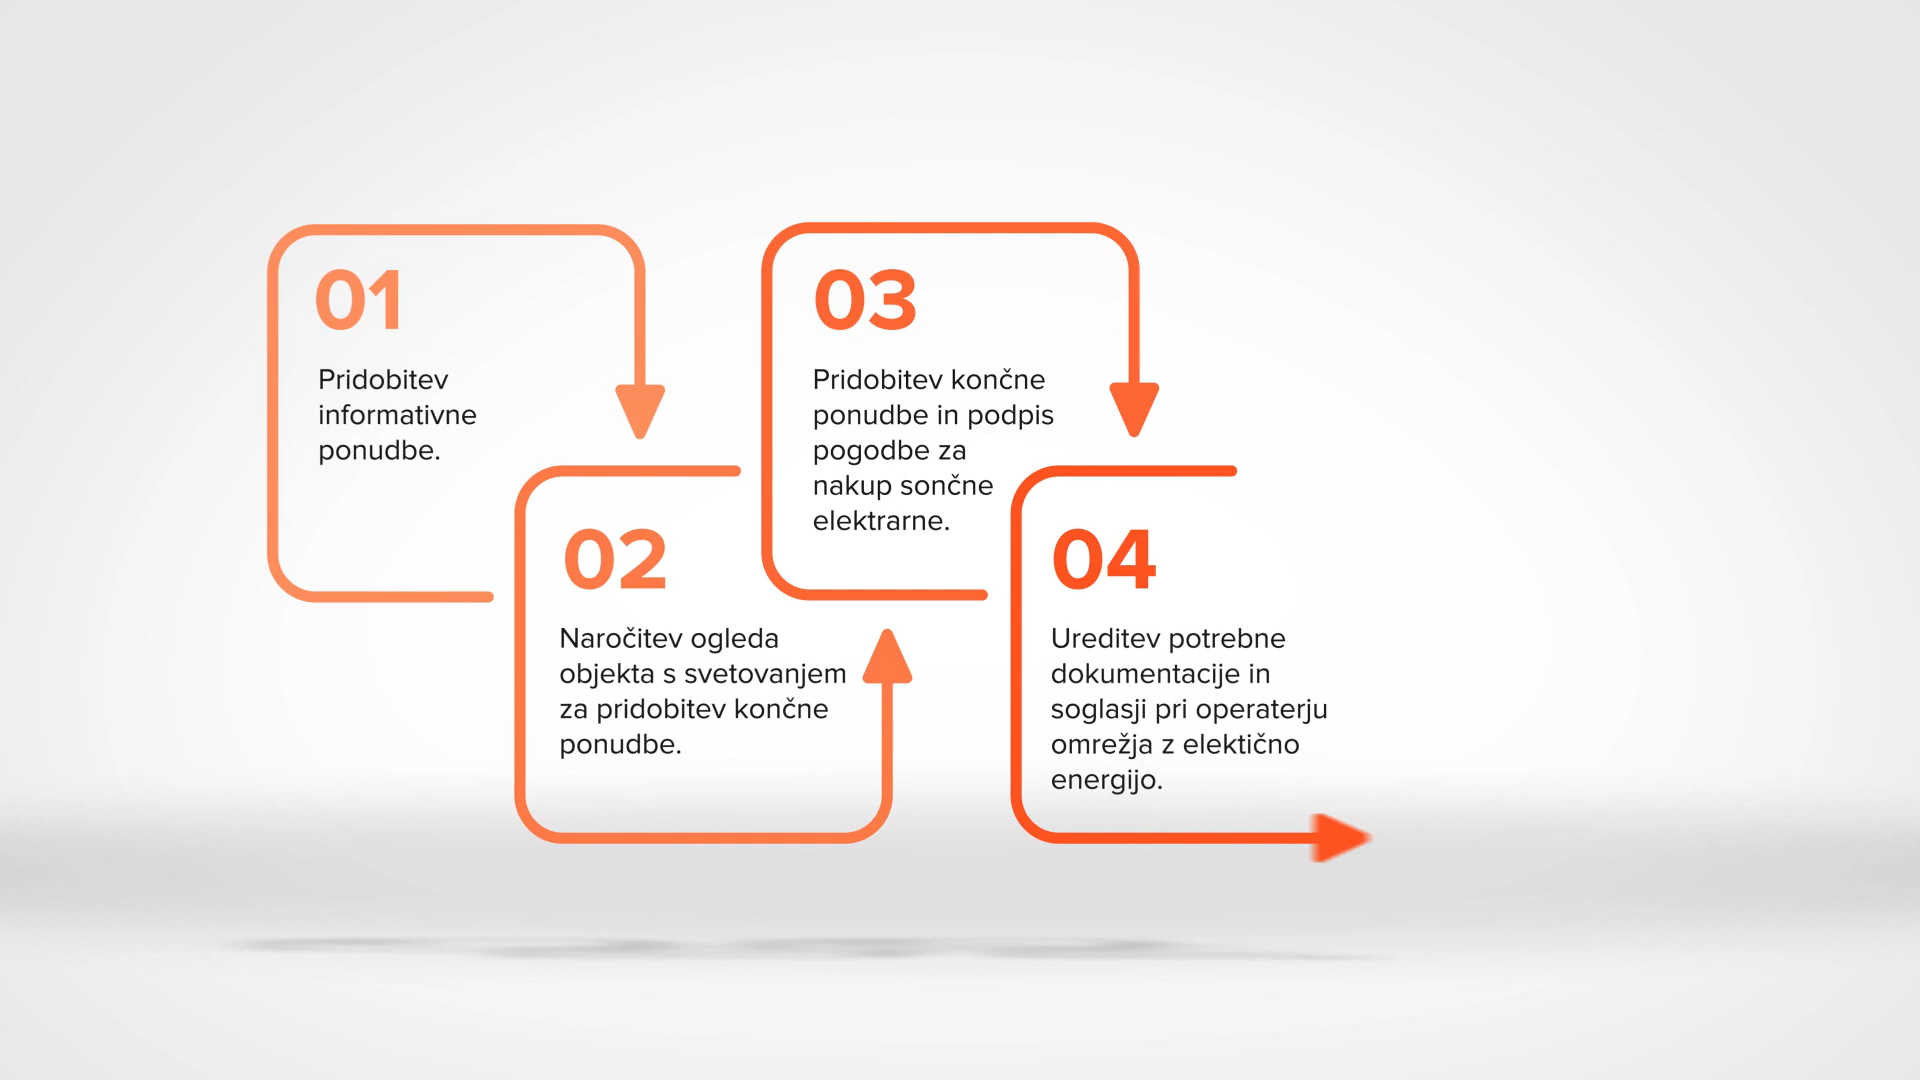 01
Pridobitev
informativne
ponudbe.
02
Naročitev ogleda
objekta s svetovanjem
za pridobitev končne
ponudbe.
03
Pridobitev končne
ponudbe in podpis
pogodbe za
nakup sončne
elektrarne.
04
Ureditev potrebne
dokumentacije in
soglasji pri operaterju
omrežja z elektično
energijo.